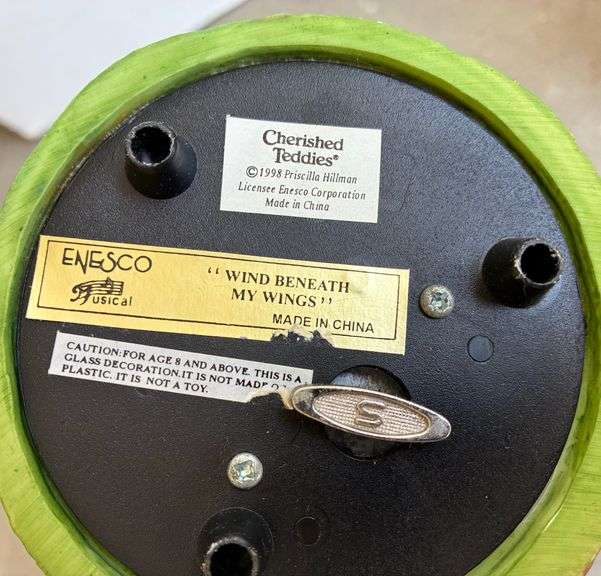 Cherished
Teddies®
©1998 Priscilla Hillman
Licensee Enesco Corporation
Made in China
ENESCO
Musical
“ WIND BENEATH
MY WINGS ”
MADE IN CHINA
CAUTION:FOR AGE 8 AND ABOVE. THIS IS A
GLASS DECORATION.IT IS NOT MADE
PLASTIC. IT IS NOT A TOY.
S